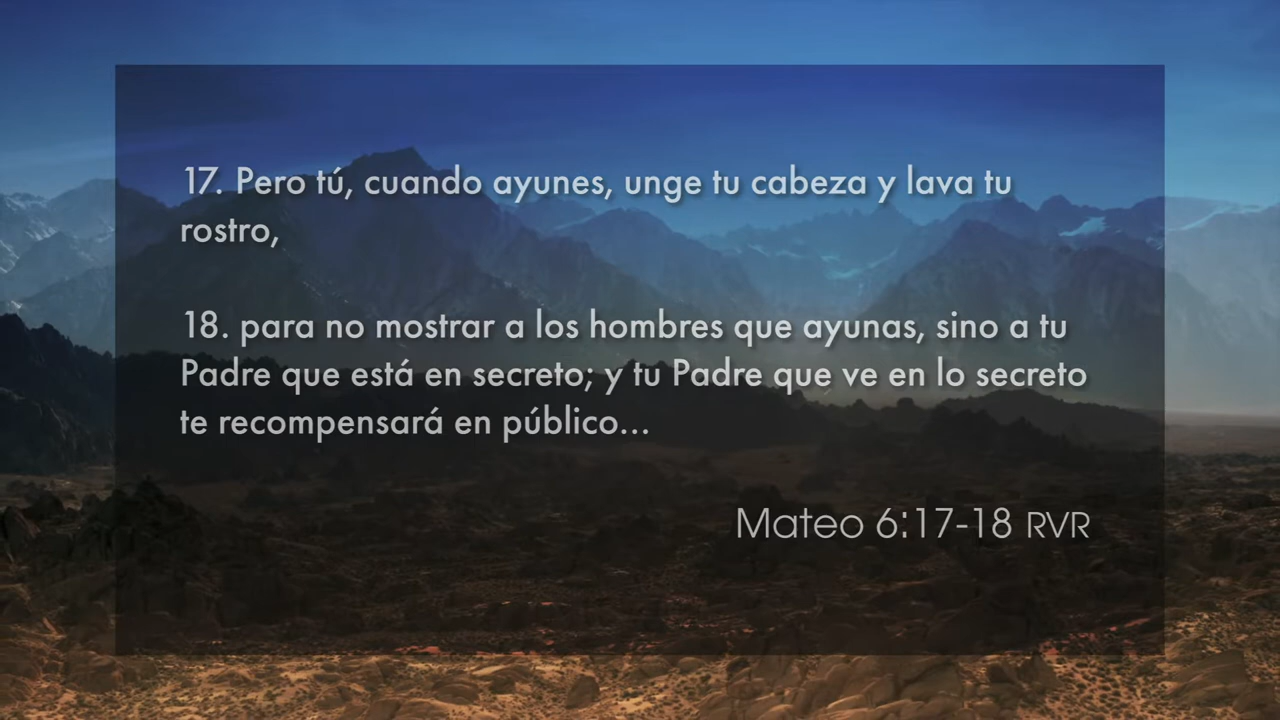 17. Pero tú, cuando ayunes, unge tu cabeza y lava tu
rostro,
18. para no mostrar a los hombres que ayunas, sino a tu
Padre que está en secreto; y tu Padre que ve en lo secreto
te recompensará en público...
Mateo 6:17-18 RVR